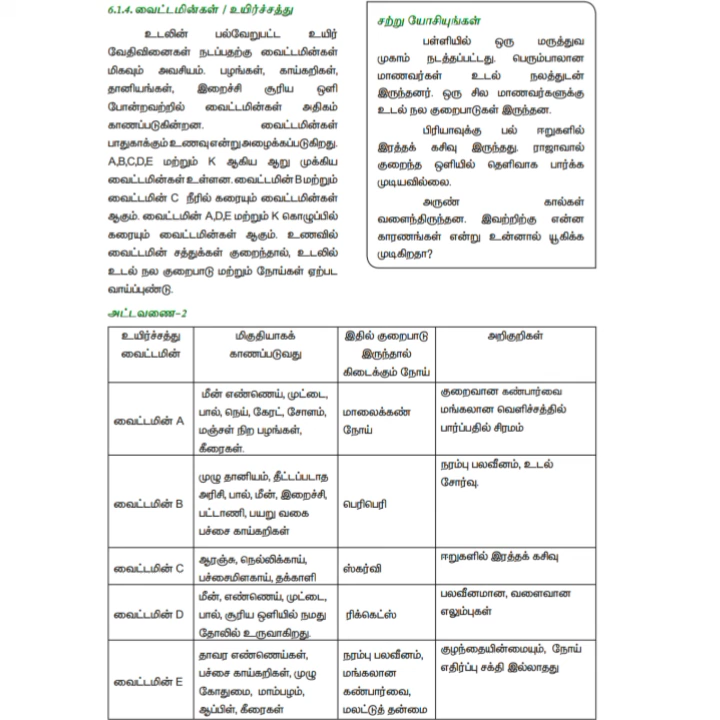 6.1.4. வைட்டமின்கள் / உயிர்ச்சத்து
உடலின் பல்வேறுபட்ட உயிர்
வேதிவினைகள் நடப்பதற்கு வைட்டமின்கள்
மிகவும் அவசியம். பழங்கள், காய்கறிகள்,
தானியங்கள், இறைச்சி சூரிய ஒளி
போன்றவற்றில் வைட்டமின்கள் அதிகம்
காணப்படுகின்றன. வைட்டமின்கள்
பாதுகாக்கும் உணவு என்று அழைக்கப்படுகிறது.
A,B,C,D,E மற்றும் K ஆகிய ஆறு முக்கிய
வைட்டமின்கள் உள்ளன. வைட்டமின் B மற்றும்
வைட்டமின் C நீரில் கரையும் வைட்டமின்கள்
ஆகும். வைட்டமின் A,D,E மற்றும் K கொழுப்பில்
கரையும் வைட்டமின்கள் ஆகும். உணவில்
வைட்டமின் சத்துக்கள் குறைந்தால், உடலில்
உடல் நல குறைபாடு மற்றும் நோய்கள் ஏற்பட
வாய்ப்புண்டு.
சற்று யோசியுங்கள்
பள்ளியில் ஒரு மருத்துவ
முகாம் நடத்தப்பட்டது. பெரும்பாலான
மாணவர்கள் உடல் நலத்துடன்
இருந்தனர். ஒரு சில மாணவர்களுக்கு
உடல் நல குறைபாடுகள் இருந்தன.
பிரியாவுக்கு பல் ஈறுகளில்
இரத்தக் கசிவு இருந்தது. ராஜாவால்
குறைந்த ஒளியில் தெளிவாக பார்க்க
முடியவில்லை.
அருண் கால்கள்
வளைந்திருந்தன. இவற்றிற்கு என்ன
காரணங்கள் என்று உன்னால் யூகிக்க
முடிகிறதா?
அட்டவணை-2
உயிர்ச்சத்து
வைட்டமின்
மிகுதியாகக்
காணப்படுவது
இதில் குறைபாடு
இருந்தால்
கிடைக்கும் நோய்
அறிகுறிகள்
வைட்டமின் A
மீன் எண்ணெய், முட்டை,
பால், நெய், கேரட், சோளம்,
மஞ்சள் நிற பழங்கள்,
கீரைகள்.
மாலைக்கண்
நோய்
குறைவான கண்பார்வை
மங்கலான வெளிச்சத்தில்
பார்ப்பதில் சிரமம்
வைட்டமின் B
முழு தானியம், தீட்டப்படாத
அரிசி, பால், மீன், இறைச்சி,
பட்டாணி, பயறு வகை
பச்சை காய்கறிகள்
பெரிபெரி
நரம்பு பலவீனம், உடல்
சோர்வு.
வைட்டமின் C
ஆரஞ்சு, நெல்லிக்காய்,
பச்சைமிளகாய், தக்காளி
ஸ்கர்வி
ஈறுகளில் இரத்தக் கசிவு
வைட்டமின் D
மீன், எண்ணெய், முட்டை,
பால், சூரிய ஒளியில் நமது
தோலில் உருவாகிறது.
ரிக்கெட்ஸ்
பலவீனமான, வளைவான
எலும்புகள்
வைட்டமின் E
தாவர எண்ணெய்கள்,
பச்சை காய்கறிகள், முழு
கோதுமை, மாம்பழம்,
ஆப்பிள், கீரைகள்
நரம்பு பலவீனம்,
மங்கலான
கண்பார்வை,
மலட்டுத் தன்மை
குழந்தையின்மையும், நோய்
எதிர்ப்பு சக்தி இல்லாதது